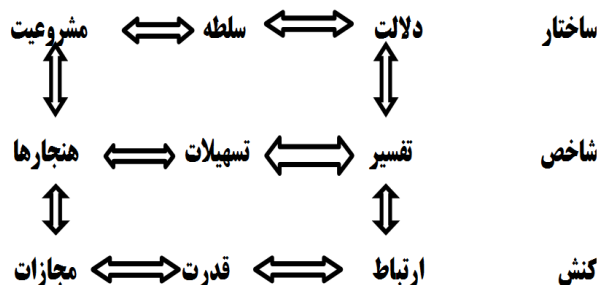 ساختار دلالت سلطه مشروعیت
شاخص تفسیر تسهیلات هنجارها
کنش ارتباط قدرت مجازات